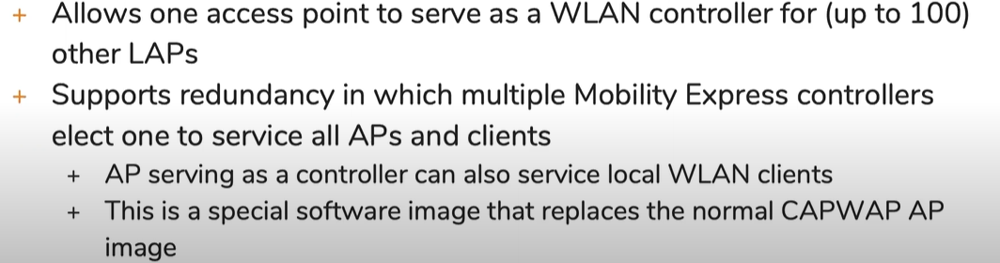 + Allows one access point to serve as a WLAN controller for (up to 100)
other LAPs
+ Supports redundancy in which multiple Mobility Express controllers
elect one to service all APs and clients
+ AP serving as a controller can also service local WLAN clients
+ This is a special software image that replaces the normal CAPWAP AP
image